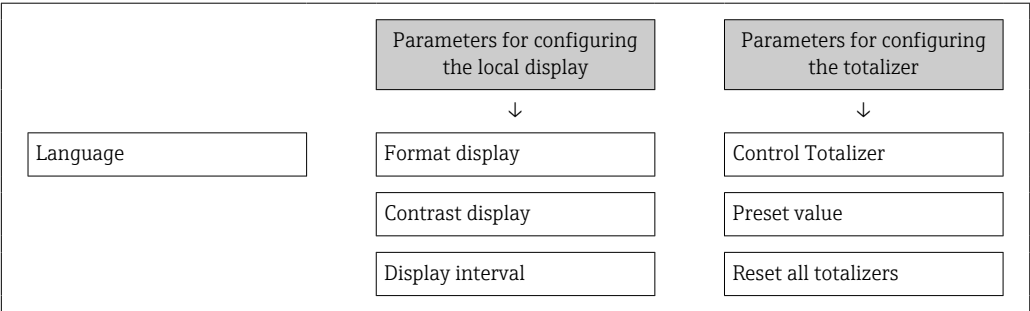 Parameters for configuring
the local display
Parameters for configuring
the totalizer
↓
↓
Language
Format display
Control Totalizer
Contrast display
Preset value
Display interval
Reset all totalizers